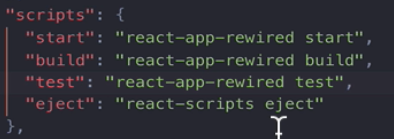 "scripts": {
"start": "react-app-rewired start",
"build": "react-app-rewired build",
"test": "react-app-rewired test",
"eject": "react-scripts eject"
},